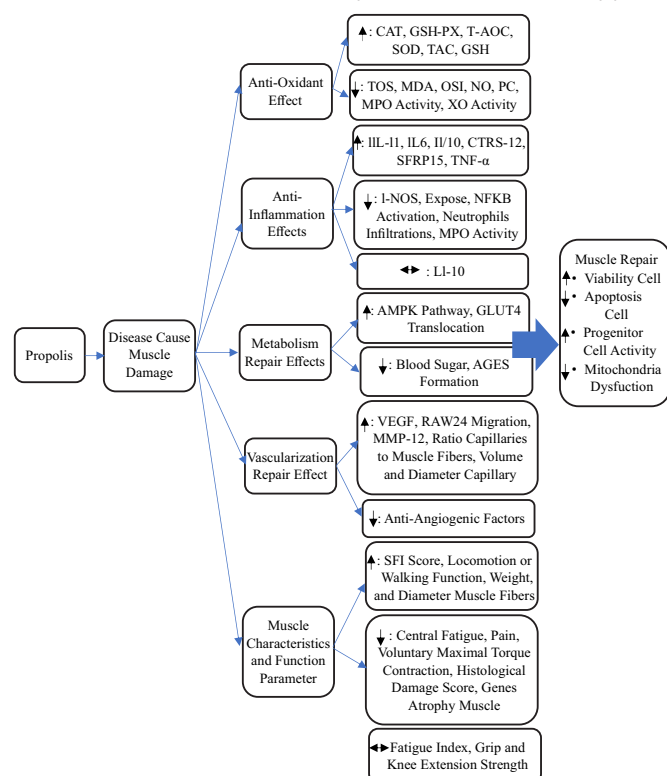 Propolis
Disease Cause
Muscle
Damage
Anti-Oxidant
Effect
↑: CAT, GSH-PX, T-AOC,
SOD, TAC, GSH
↓: TOS, MDA, OSI, NO, PC,
MPO Activity, XO Activity
Anti-
Inflammation
Effects
↑: IlL-l1, lL6, Il/10, CTRS-12,
SFRP15, TNF-α
↓: l-NOS, Expose, NFKB
Activation, Neutrophils
Infiltrations, MPO Activity
↔ : Ll-10
Metabolism
Repair Effects
↑: AMPK Pathway, GLUT4
Translocation
↓: Blood Sugar, AGES
Formation
Vascularization
Repair Effect
↑: VEGF, RAW24 Migration,
MMP-12, Ratio Capillaries
to Muscle Fibers, Volume
and Diameter Capillary
↓: Anti-Angiogenic Factors
Muscle
Characteristics
and Function
Parameter
↑: SFI Score, Locomotion or
Walking Function, Weight,
and Diameter Muscle Fibers
↓: Central Fatigue, Pain,
Voluntary Maximal Torque
Contraction, Histological
Damage Score, Genes
Atrophy Muscle
↔Fatigue Index, Grip and
Knee Extension Strength
Muscle Repair
↑• Viability Cell
↓• Apoptosis
Cell
↑• Progenitor
Cell Activity
↓• Mitochondria
Dysfuction